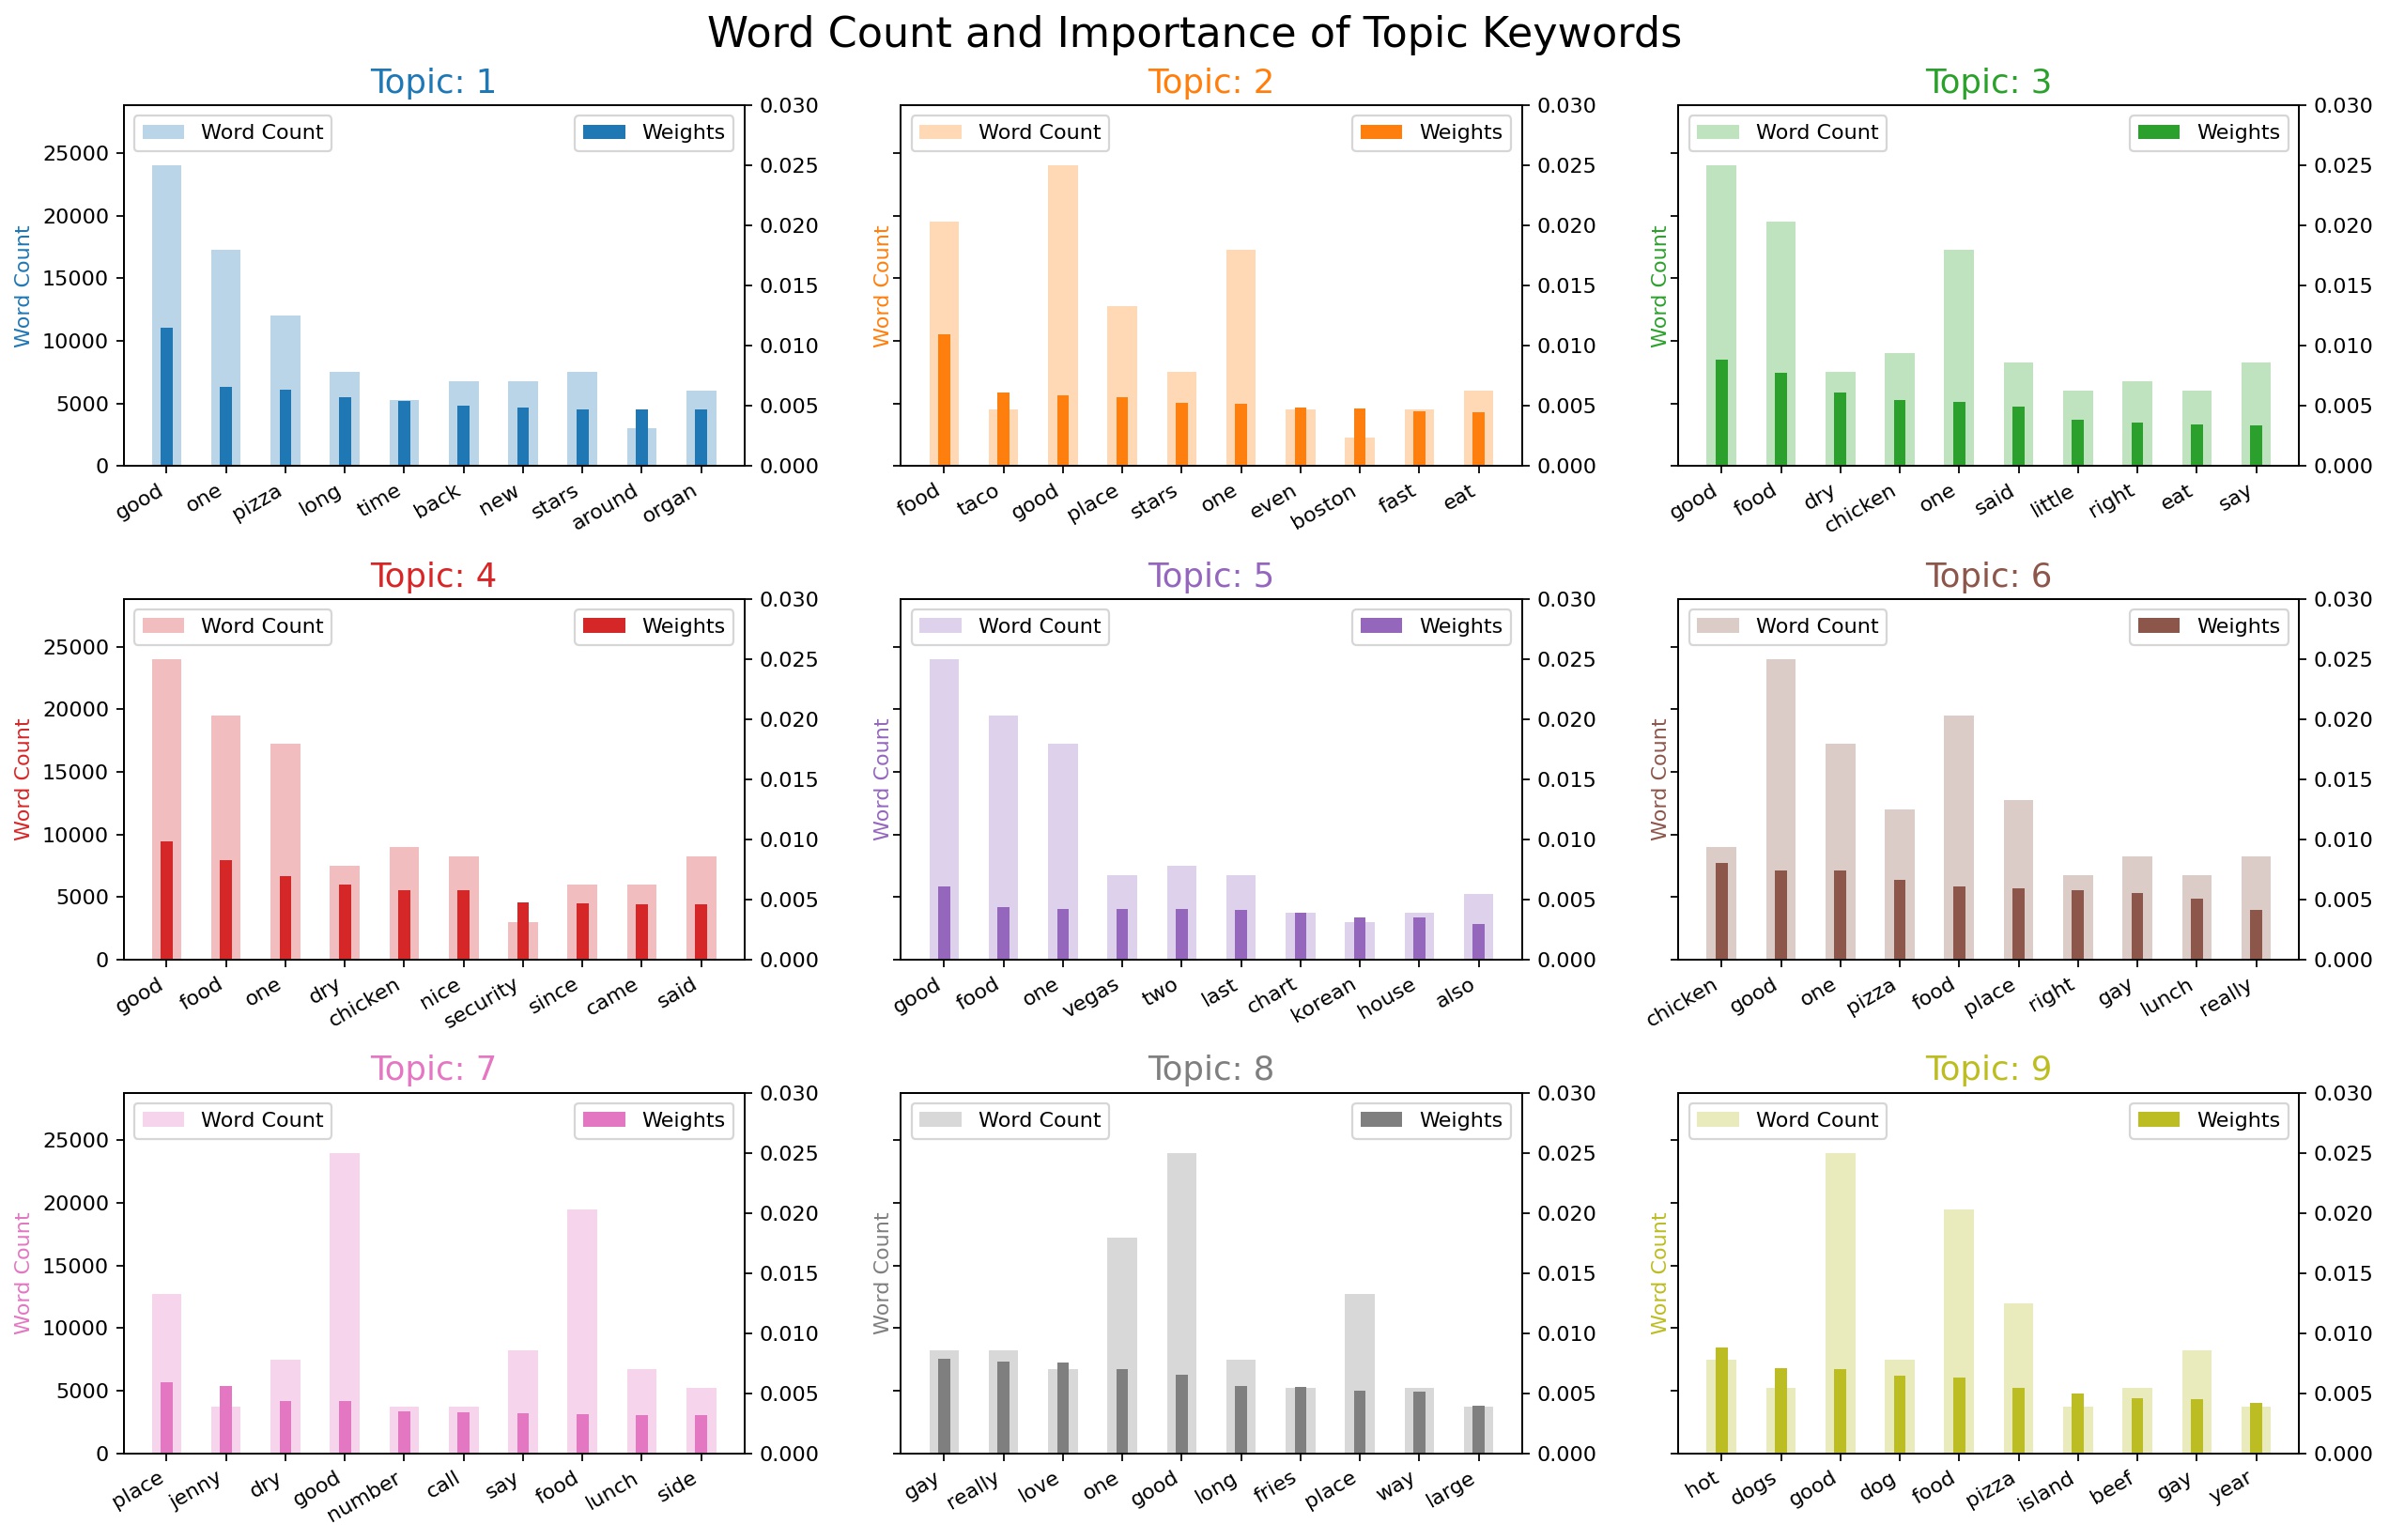 Word Count and Importance of Topic Keywords
Topic: 1
Word Count
Weights
Word Count
25000
20000
15000
10000
5000
0
0.030
0.025
0.020
0.015
0.010
0.005
0.000
good one pizza long time back new stars around organ
Topic: 2
Word Count
Weights
Word Count
0.030
0.025
0.020
0.015
0.010
0.005
0.000
food taco good place stars one even boston fast eat
Topic: 3
Word Count
Weights
Word Count
0.030
0.025
0.020
0.015
0.010
0.005
0.000
good food dry chicken one said little right eat say
Topic: 4
Word Count
Weights
Word Count
25000
20000
15000
10000
5000
0
0.030
0.025
0.020
0.015
0.010
0.005
0.000
good food one dry chicken nice security since came said
Topic: 5
Word Count
Weights
Word Count
0.030
0.025
0.020
0.015
0.010
0.005
0.000
good food one vegas two last chart korean house also
Topic: 6
Word Count
Weights
Word Count
0.030
0.025
0.020
0.015
0.010
0.005
0.000
chicken good one pizza food place right gay lunch really
Topic: 7
Word Count
Weights
Word Count
25000
20000
15000
10000
5000
0
0.030
0.025
0.020
0.015
0.010
0.005
0.000
place jenny dry good number call say food lunch side
Topic: 8
Word Count
Weights
Word Count
0.030
0.025
0.020
0.015
0.010
0.005
0.000
gay really love one good long fries place way large
Topic: 9
Word Count
Weights
Word Count
0.030
0.025
0.020
0.015
0.010
0.005
0.000
hot dogs good dog food pizza island beef gay year